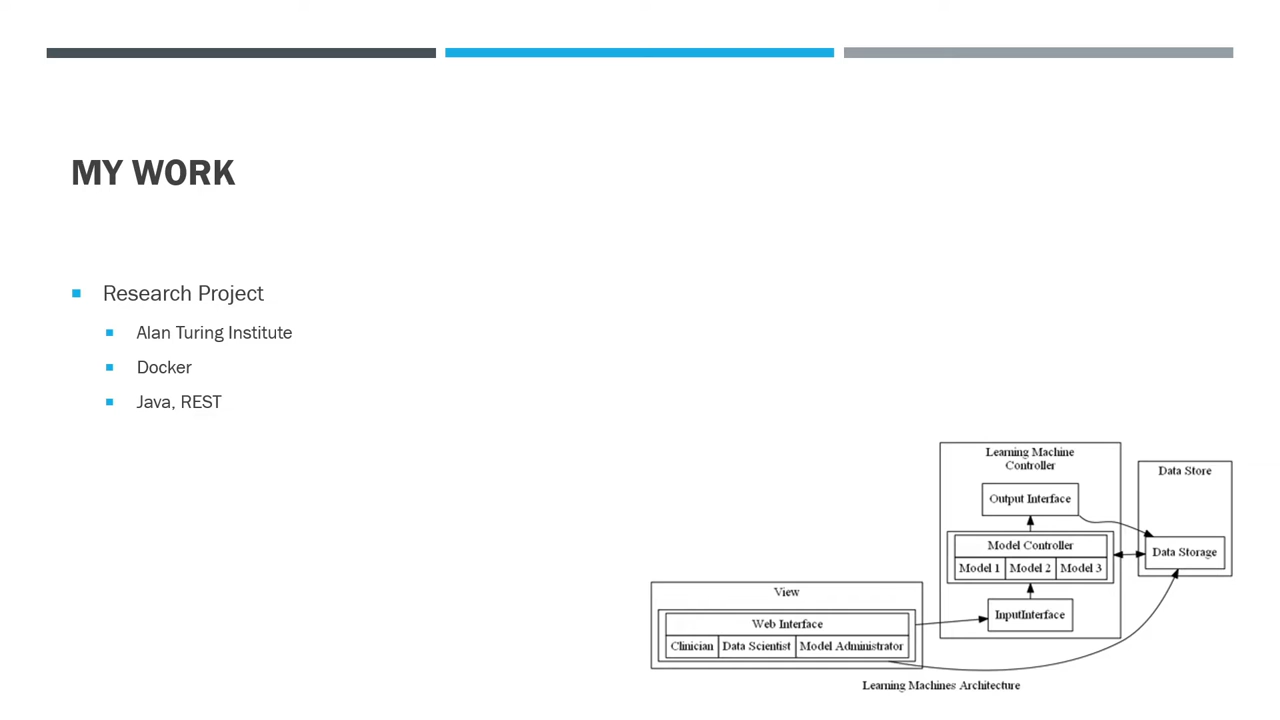 MY WORK
Research Project
Alan Turing Institute
Docker
Java, REST
Learning Machine
Controller
Output Interface
Model Controller
Model 1 Model 2 Model 3
InputInterface
Data Store
Data Storage
View
Web Interface
Clinician Data Scientist Model Administrator
Learning Machines Architecture